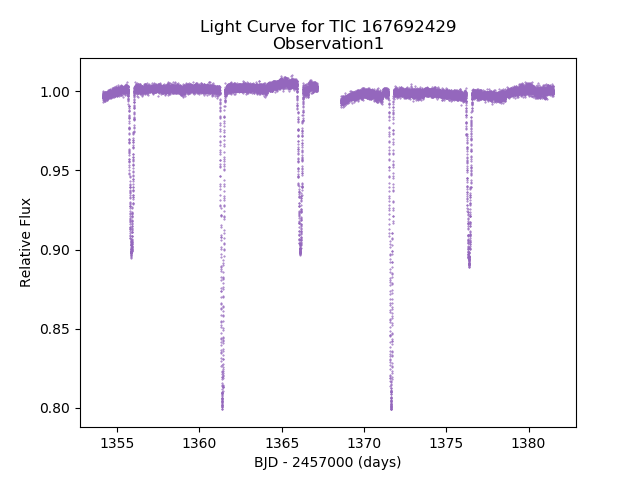 Light Curve for TIC 167692429
Observation1
1.00
0.95
0.90
0.85
0.80
Relative Flux
1355
1360
1365
1370
1375
1380
BJD - 2457000 (days)